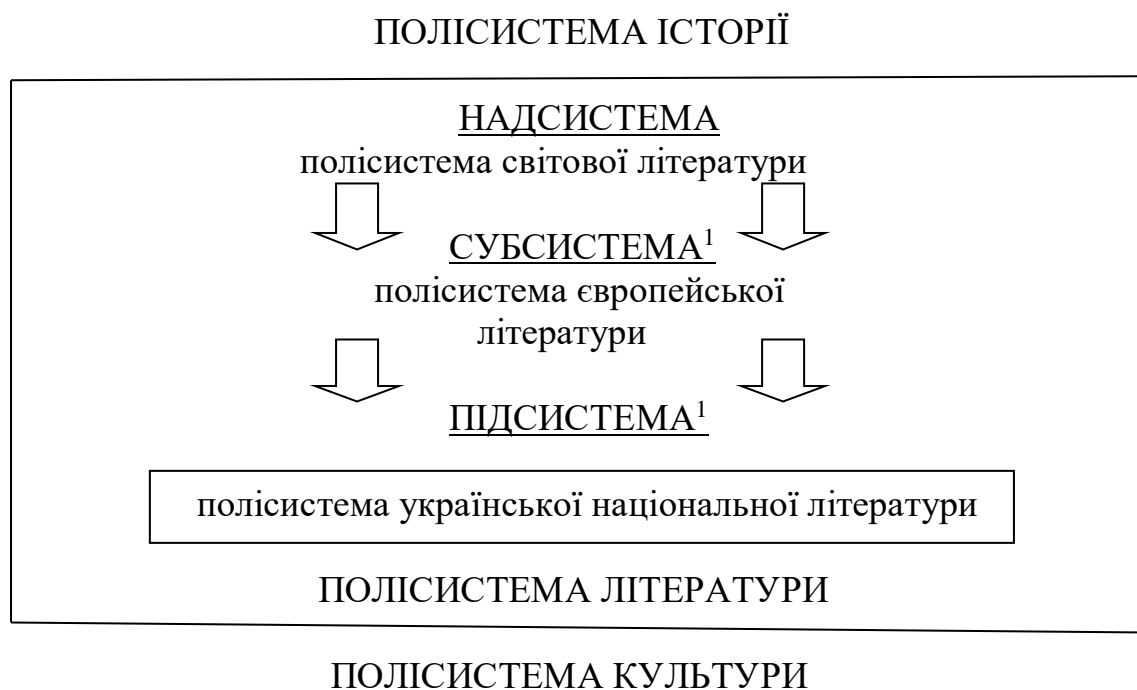 ПОЛІСИСТЕМА ІСТОРІЇ
НАДСИСТЕМА
полісистема світової літератури
СУБСИСТЕМА¹
полісистема європейської
літератури
ПІДСИСТЕМА¹
полісистема української національної літератури
ПОЛІСИСТЕМА ЛІТЕРАТУРИ
ПОЛІСИСТЕМА КУЛЬТУРИ